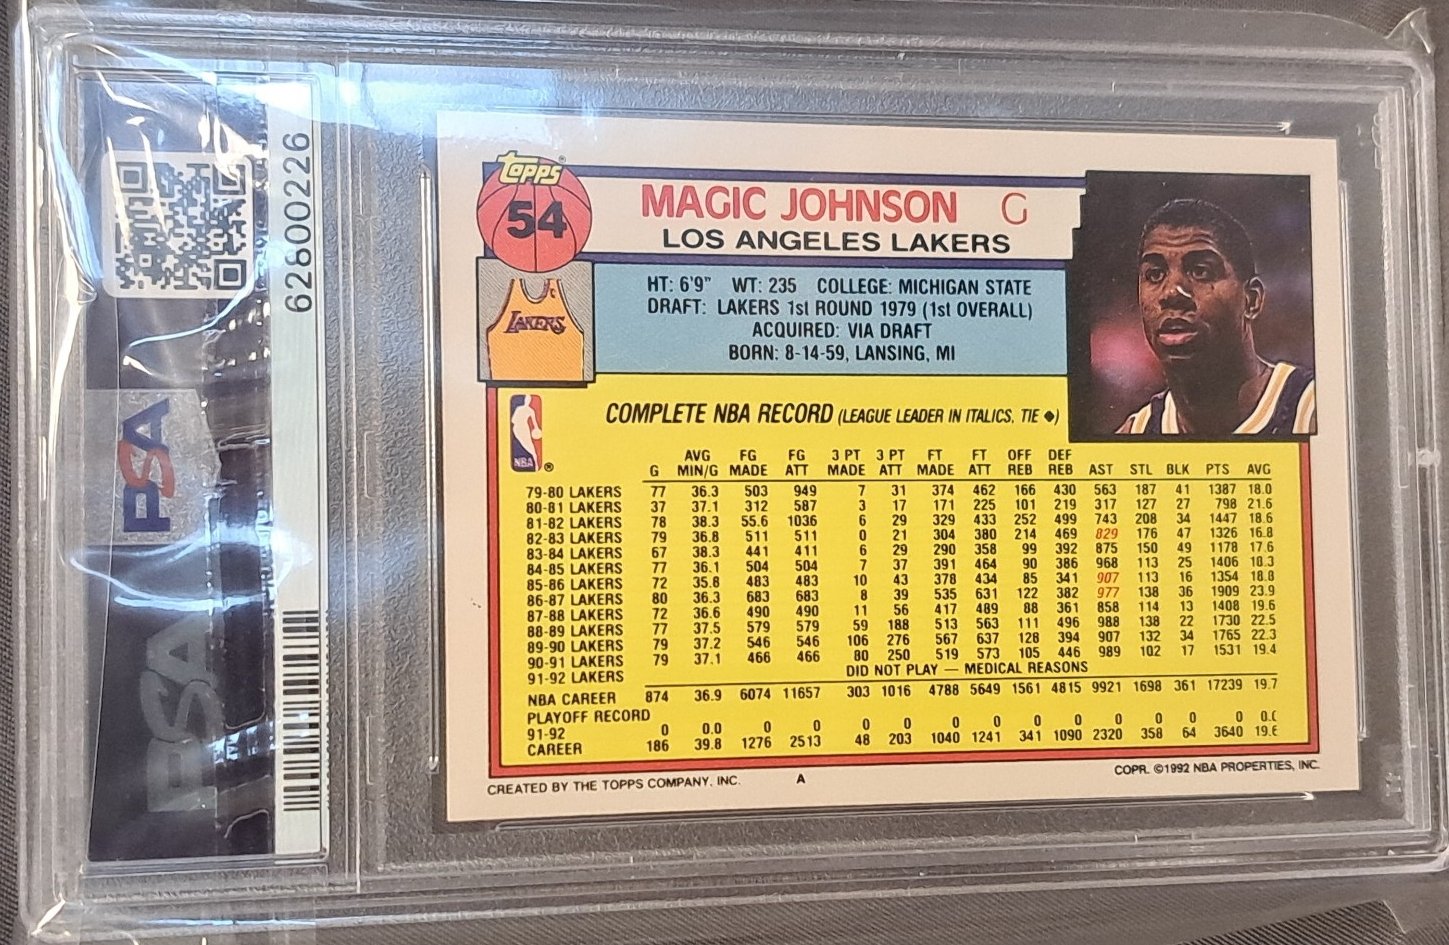 62800226
PSA
PSA
Topps
54
MAGIC JOHNSON G
LOS ANGELES LAKERS
LAKERS
HT: 6'9" WT: 235 COLLEGE: MICHIGAN STATE
DRAFT: LAKERS 1st ROUND 1979 (1st OVERALL)
ACQUIRED: VIA DRAFT
BORN: 8-14-59, LANSING, MI
NBA ®
COMPLETE NBA RECORD (LEAGUE LEADER IN ITALICS, TIE ◆)
AVG FG FG 3 PT 3 PT FT FT OFF DEF
G MIN/G MADE ATT MADE ATT MADE ATT REB REB AST STL BLK PTS AVG
79-80 LAKERS 77 36.3 503 949 7 31 374 462 166 430 563 187 41 1387 18.0
80-81 LAKERS 37 37.1 312 587 3 17 171 225 101 219 317 127 27 798 21.6
81-82 LAKERS 78 38.3 55.6 1036 6 29 329 433 252 499 743 208 34 1447 18.6
82-83 LAKERS 79 36.8 511 511 0 21 304 380 214 469 829 176 47 1326 16.8
83-84 LAKERS 67 38.3 441 411 6 29 290 358 99 392 875 150 49 1178 17.6
84-85 LAKERS 77 36.1 504 504 7 37 391 464 90 386 968 113 25 1406 18.3
85-86 LAKERS 72 35.8 483 483 10 43 378 434 85 341 907 113 16 1354 18.8
86-87 LAKERS 80 36.3 683 683 8 39 535 631 122 382 977 138 36 1909 23.9
87-88 LAKERS 72 36.6 490 490 11 56 417 489 88 361 858 114 13 1408 19.6
88-89 LAKERS 77 37.5 579 579 59 188 513 563 111 496 988 138 22 1730 22.5
89-90 LAKERS 79 37.2 546 546 106 276 567 637 128 394 907 132 34 1765 22.3
90-91 LAKERS 79 37.1 466 466 80 250 519 573 105 446 989 102 17 1531 19.4
91-92 LAKERS DID NOT PLAY — MEDICAL REASONS
NBA CAREER 874 36.9 6074 11657 303 1016 4788 5649 1561 4815 9921 1698 361 17239 19.7
PLAYOFF RECORD
91-92 0 0.0 0 0 0 0 0 0 0 0 0 0 0 0 0.0
CAREER 186 39.8 1276 2513 48 203 1040 1241 341 1090 2320 358 64 3640 19.6
CREATED BY THE TOPPS COMPANY, INC. A COPR. ©1992 NBA PROPERTIES, INC.